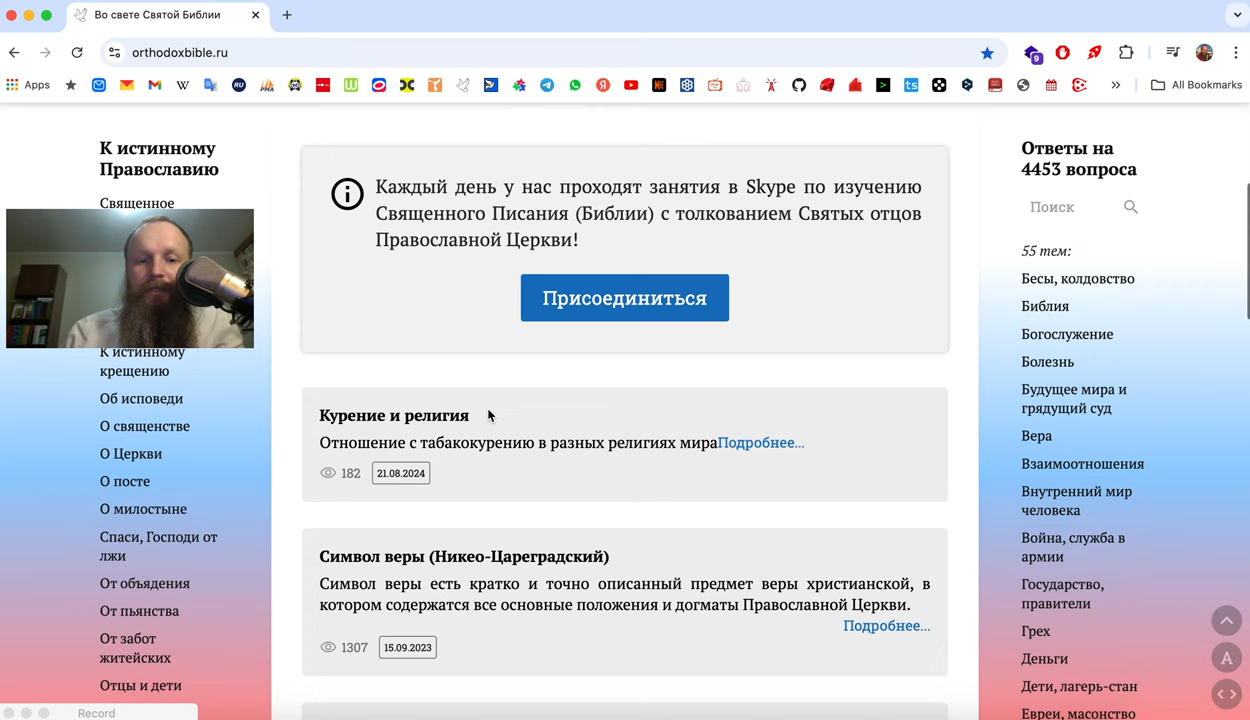 Во свете Святой Библии
orthodoxbible.ru
9
Apps
All Bookmarks
К истинному
Православию
Священное
К истинному
крещению
Об исповеди
О священстве
О Церкви
О посте
О милостыне
Спаси, Господи от
лжи
От объядения
От пьянства
От забот
житейских
Отцы и дети
Record
Каждый день у нас проходят занятия в Skype по изучению
Священного Писания (Библии) с толкованием Святых отцов
Православной Церкви!
Присоединиться
Курение и религия
Отношение с табакокурению в разных религиях мираПодробнее...
182 21.08.2024
Символ веры (Никео-Цареградский)
Символ веры есть кратко и точно описанный предмет веры христианской, в
котором содержатся все основные положения и догматы Православной Церкви.
Подробнее...
1307 15.09.2023
Ответы на
4453 вопроса
Поиск
55 тем:
Бесы, колдовство
Библия
Богослужение
Болезнь
Будущее мира и
грядущий суд
Вера
Взаимоотношения
Внутренний мир
человека
Война, служба в
армии
Государство,
правители
Грех
Деньги
Дети, лагерь-стан
Евреи, масонство
A